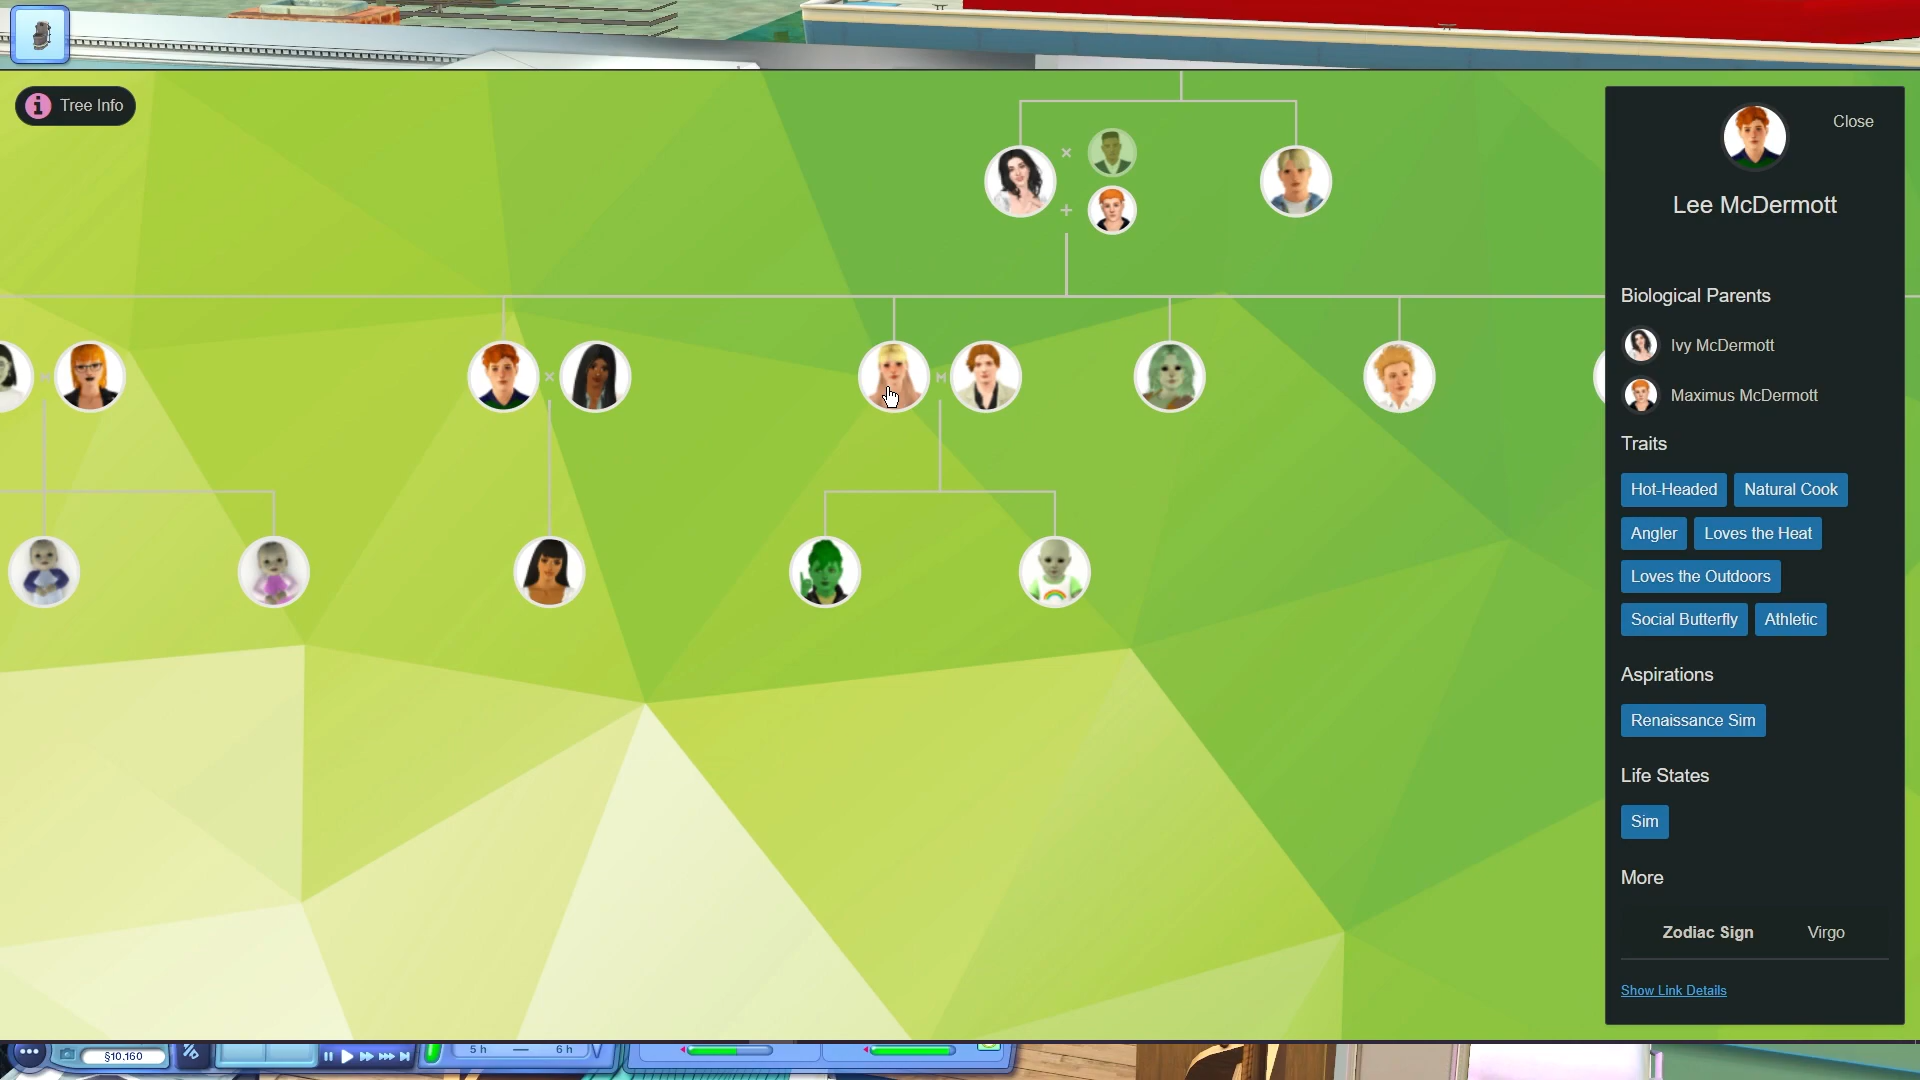 Tree Info
Close
Lee McDermott
Biological Parents
Ivy McDermott
Maximus McDermott
Traits
Hot-Headed Natural Cook
Angler Loves the Heat
Loves the Outdoors
Social Butterfly Athletic
Aspirations
Renaissance Sim
Life States
Sim
More
Zodiac Sign Virgo
Show Link Details
§10.160
5 h — 6 h